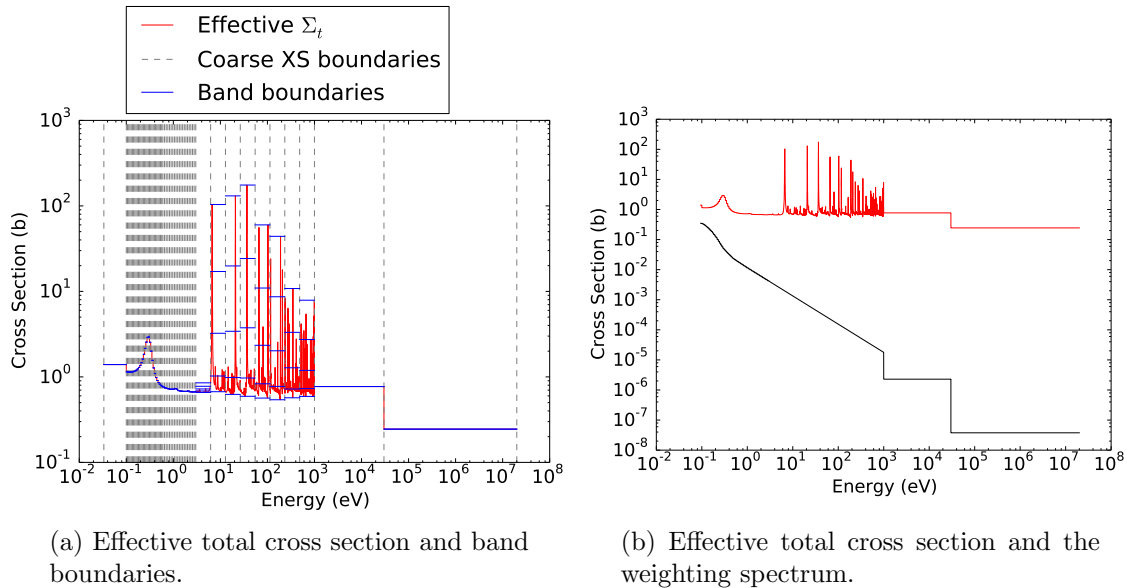 Effective Σ_t
Coarse XS boundaries
Band boundaries
10^3
10^2
10^1
10^0
10^-1
Cross Section (b)
10^-2 10^-1 10^0 10^1 10^2 10^3 10^4 10^5 10^6 10^7 10^8
Energy (eV)
(a) Effective total cross section and band
boundaries.
10^3
10^2
10^1
10^0
10^-1
10^-2
10^-3
10^-4
10^-5
10^-6
10^-7
10^-8
Cross Section (b)
10^-2 10^-1 10^0 10^1 10^2 10^3 10^4 10^5 10^6 10^7 10^8
Energy (eV)
(b) Effective total cross section and the
weighting spectrum.